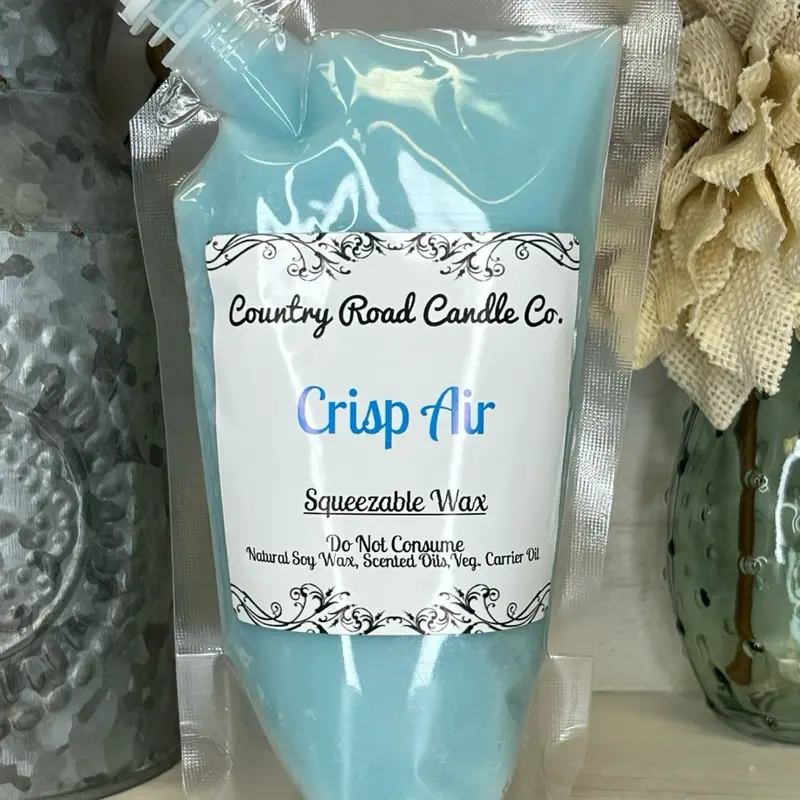 Country Road Candle Co.
Crisp Air
Squeezable Wax
Do Not Consume
Natural Soy Wax, Scented Oils,Veg. Carrier Oil